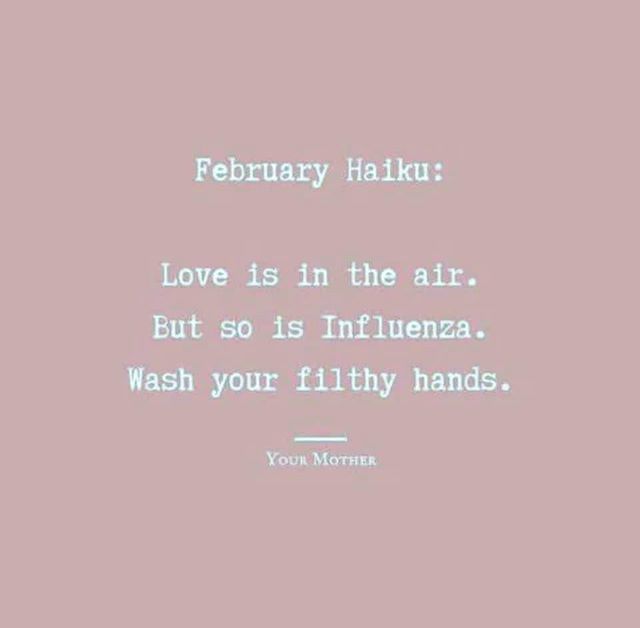 February Haiku:
Love is in the air.
But so is Influenza.
Wash your filthy hands.
Your Mother